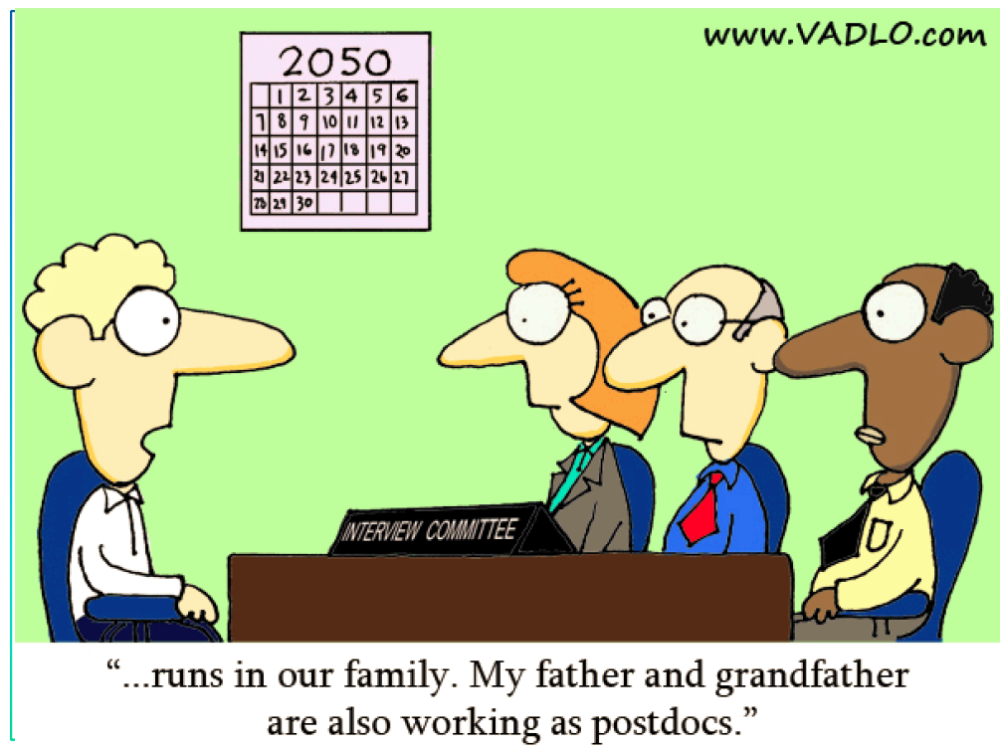 www.VADLO.com
2050
1 2 3 4 5 6
7 8 9 10 11 12 13
14 15 16 17 18 19 20
21 22 23 24 25 26 27
28 29 30
INTERVIEW COMMITTEE
“...runs in our family. My father and grandfather
are also working as postdocs.”